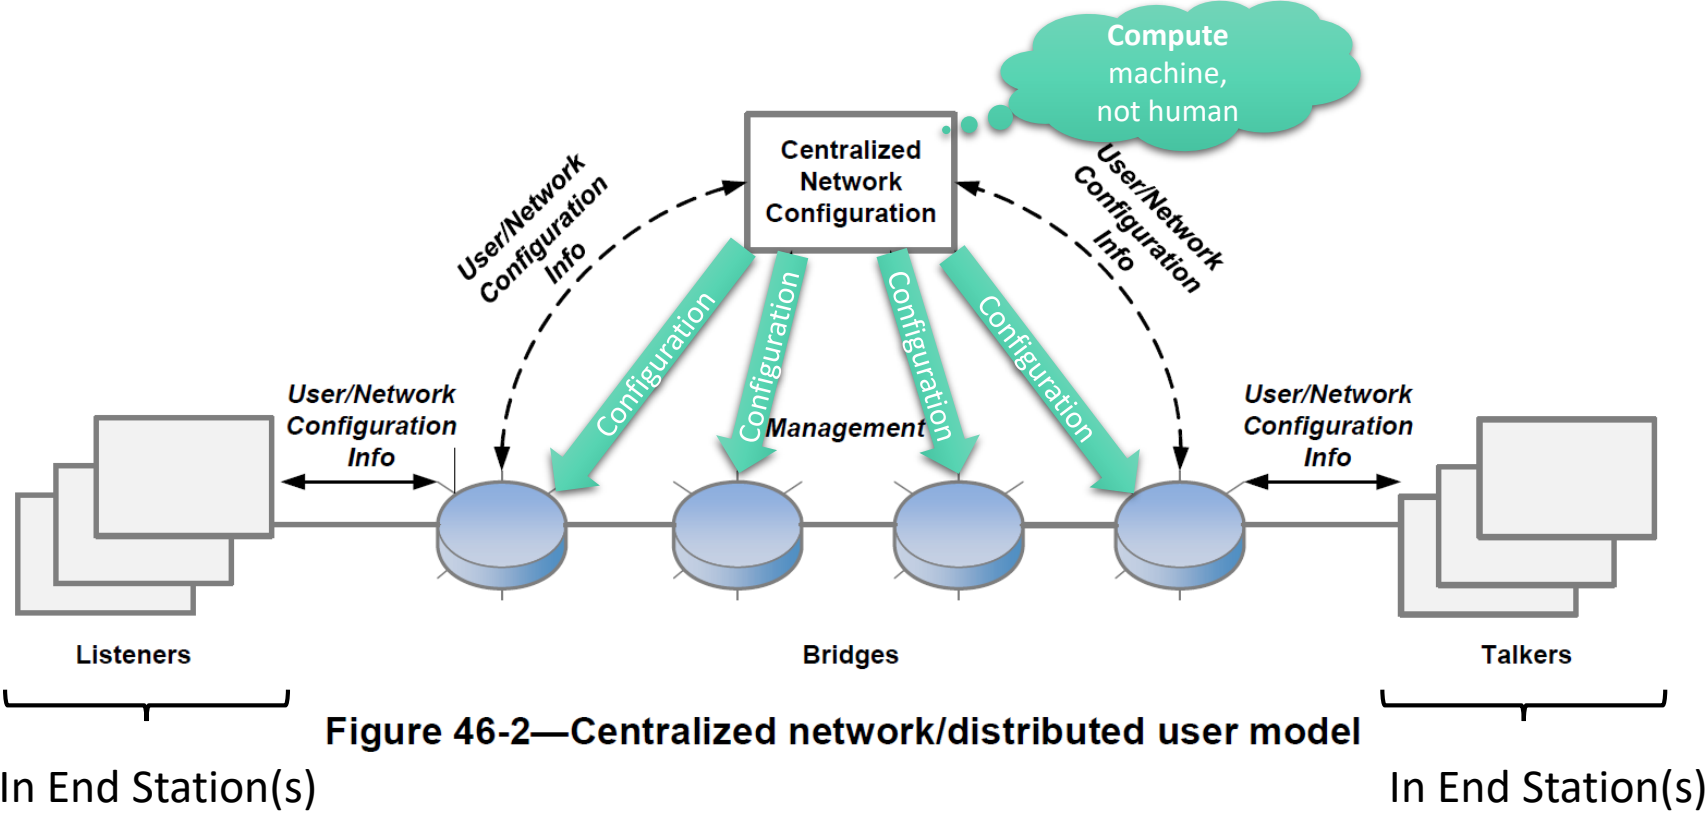 Compute
machine,
not human
Centralized
Network
Configuration
User/Network
Configuration
Info
User/Network
Configuration
Info
Configuration
Configuration
Configuration
Configuration
User/Network
Configuration
Info
Management
User/Network
Configuration
Info
Listeners
Bridges
Talkers
Figure 46-2—Centralized network/distributed user model
In End Station(s)
In End Station(s)